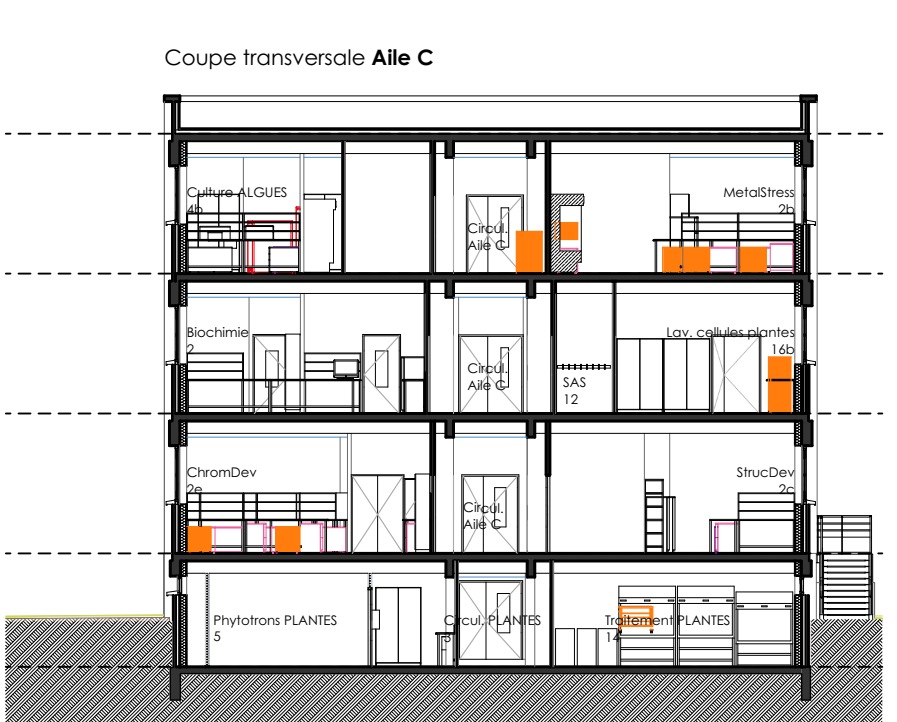 Coupe transversale Aile C
Culture ALGUES
4b
Circul.
Aile C
MetalStress
2b
Biochimie
2
Circul.
Aile C
SAS
12
Lav. cellules plantes
16b
ChromDev
2e
Circul.
Aile C
StrucDev
2c
Phytotrons PLANTES
5
Circul. PLANTES
Traitement PLANTES
14